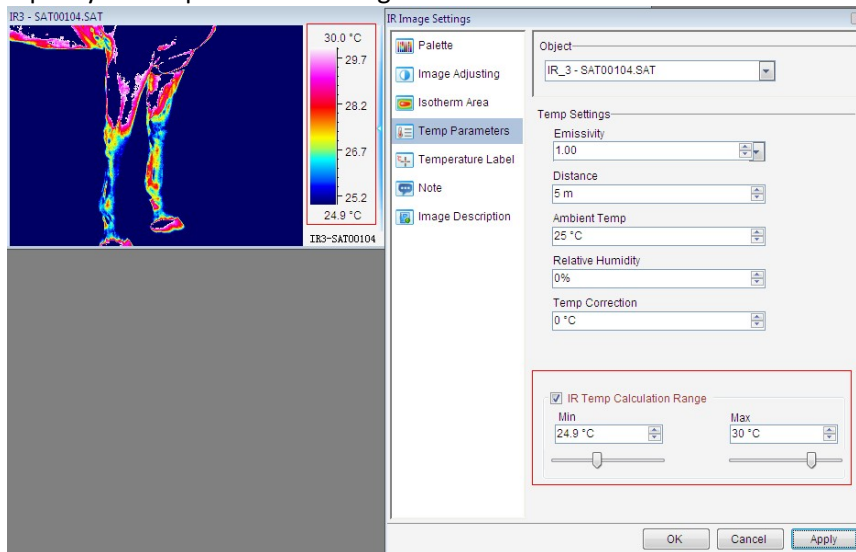 IR3 - SAT00104.SAT
30.0 °C
29.7
28.2
26.7
25.2
24.9 °C
IR3-SAT00104
IR Image Settings
Palette
Image Adjusting
Isotherm Area
Temp Parameters
Temperature Label
Note
Image Description
Object
IR_3 - SAT00104.SAT
Temp Settings
Emissivity
1.00
Distance
5 m
Ambient Temp
25 °C
Relative Humidity
0%
Temp Correction
0 °C
IR Temp Calculation Range
Min
Max
24.9 °C
30 °C
OK
Cancel
Apply